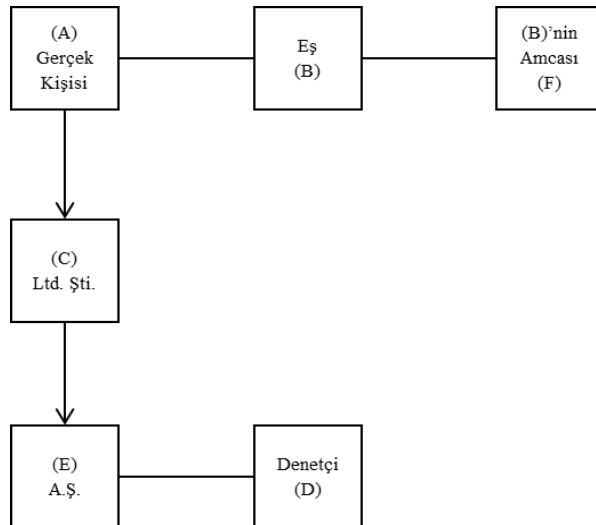 (A)
Gerçek
Kişisi
Eş
(B)
(B)’nin
Amcası
(F)
(C)
Ltd. Şti.
(E)
A.Ş.
Denetçi
(D)